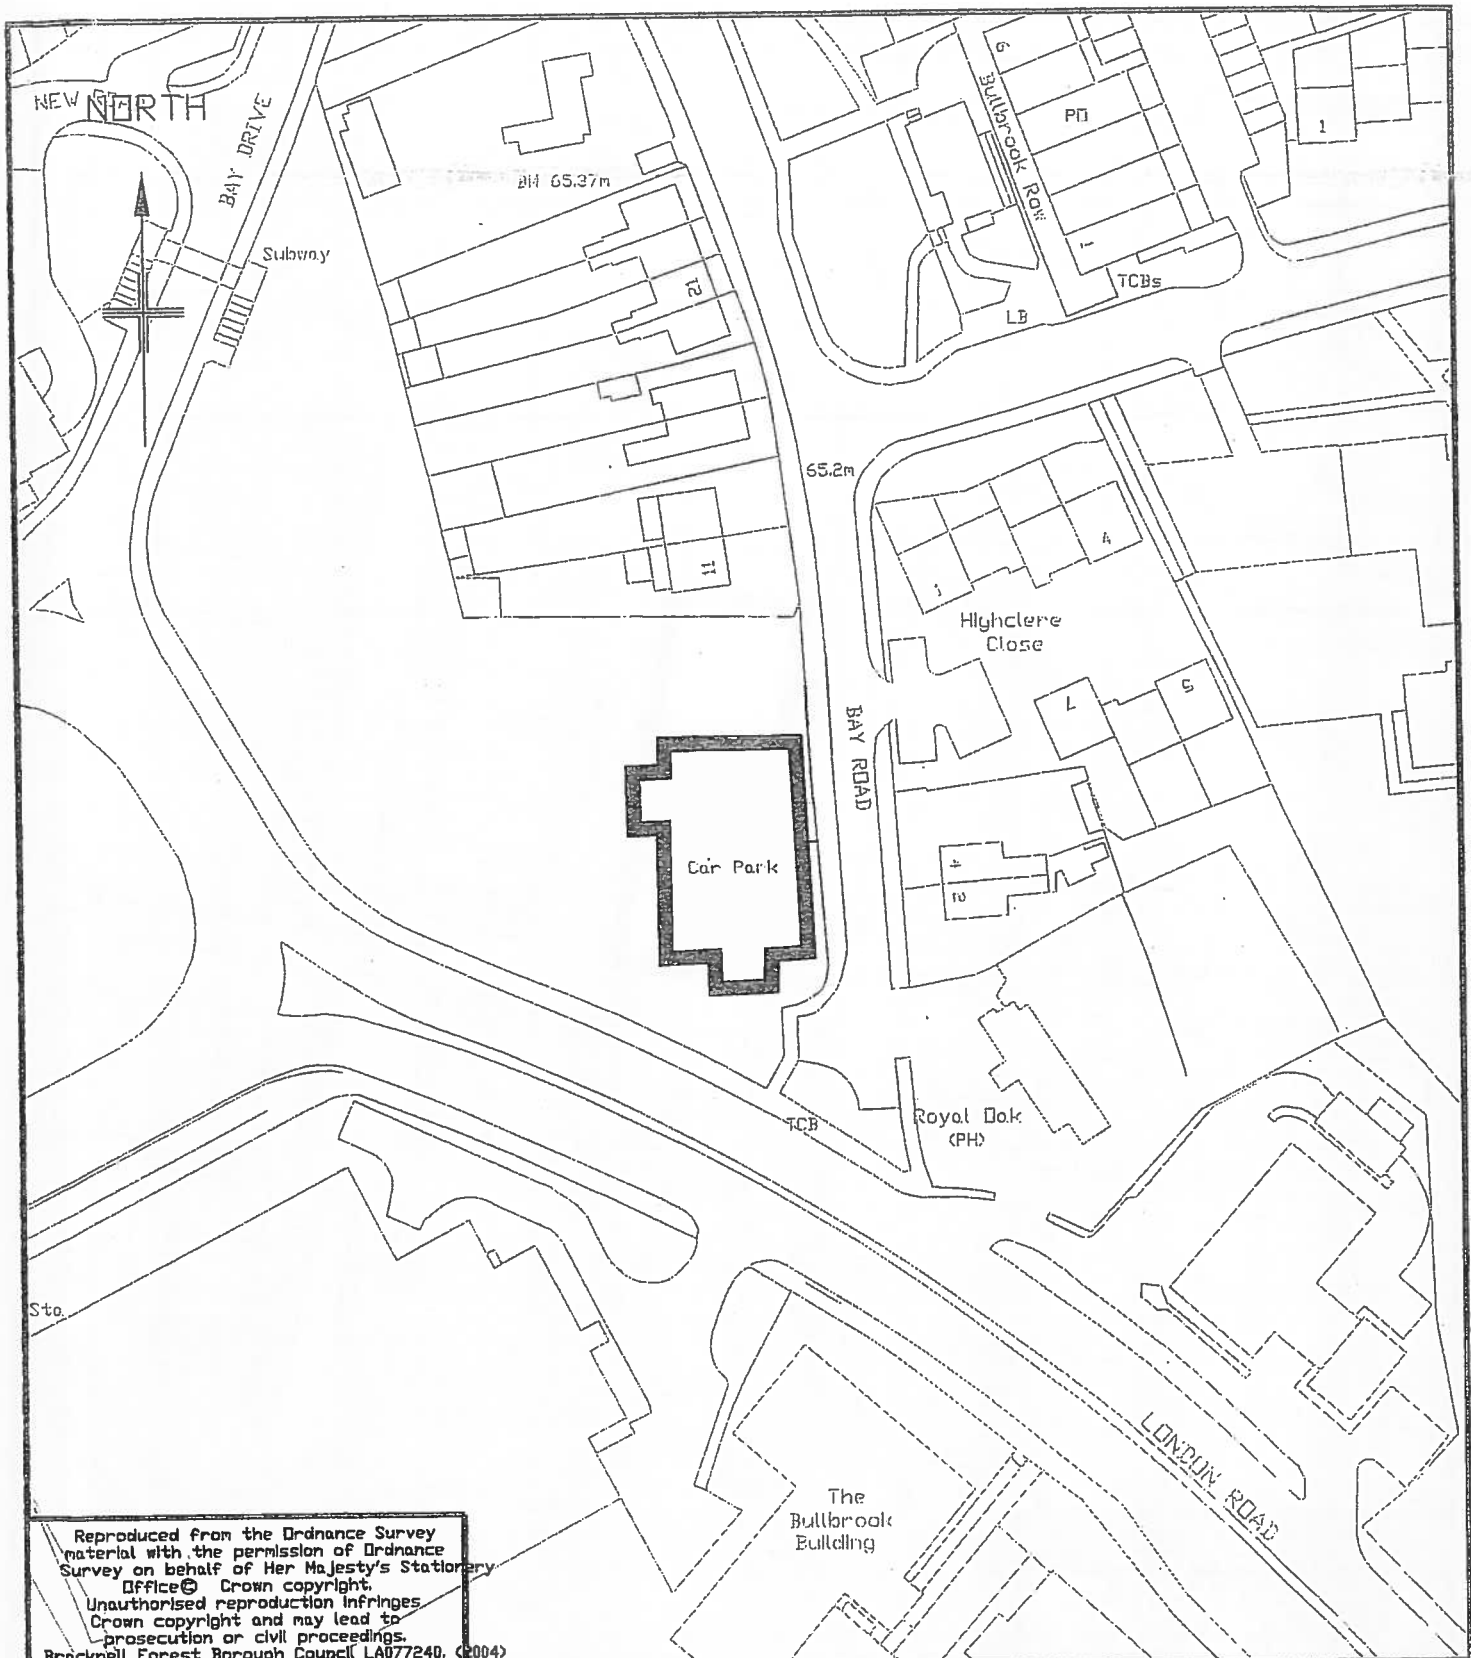 NEW
NORTH
BAY DRIVE
Subway
BM 65.37m
12
11
6
Bullbrook Row
PO
1
1
TCBs
LB
65.2m
1
4
Highclere
Close
7
5
BAY ROAD
4
2
Car Park
TCB
Royal Oak
(PH)
Sta
LONDON ROAD
The
Bullbrook
Building
Reproduced from the Ordnance Survey
material with the permission of Ordnance
Survey on behalf of Her Majesty's Stationery
Office© Crown copyright.
Unauthorised reproduction infringes
Crown copyright and may lead to
prosecution or civil proceedings.
Bracknell Forest Borough Council LA077240. (2004)